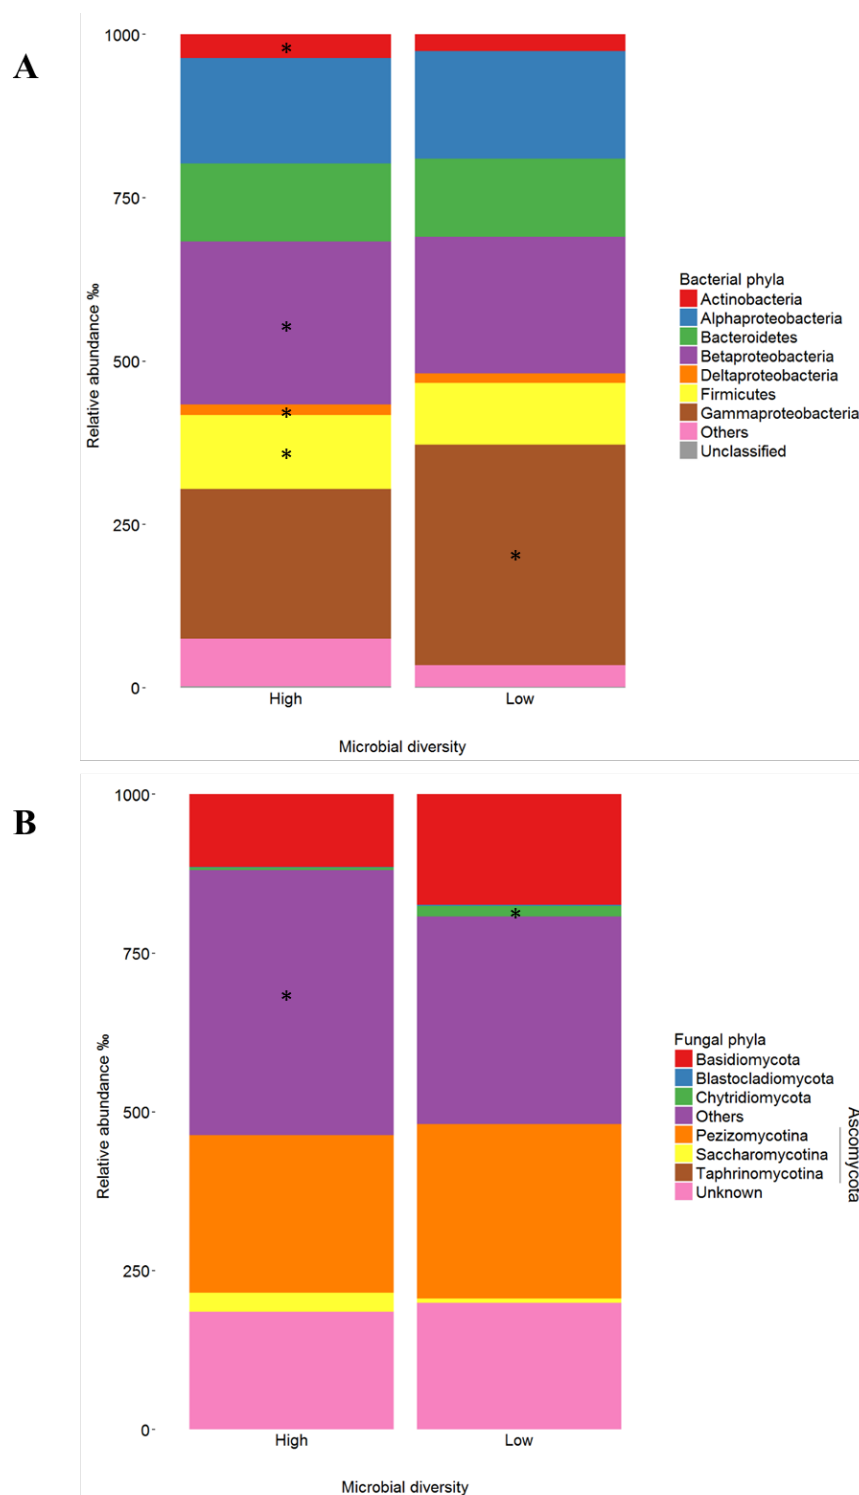 A
1000
750
500
250
0
Relative abundance ‰
*
*
*
*
*
High
Low
Microbial diversity
Bacterial phyla
Actinobacteria
Alphaproteobacteria
Bacteroidetes
Betaproteobacteria
Deltaproteobacteria
Firmicutes
Gammaproteobacteria
Others
Unclassified
B
1000
750
500
250
0
Relative abundance ‰
*
*
High
Low
Microbial diversity
Fungal phyla
Basidiomycota
Blastocladiomycota
Chytridiomycota
Others
Pezizomycotina
Saccharomycotina
Taphrinomycotina
Unknown
Ascomycota